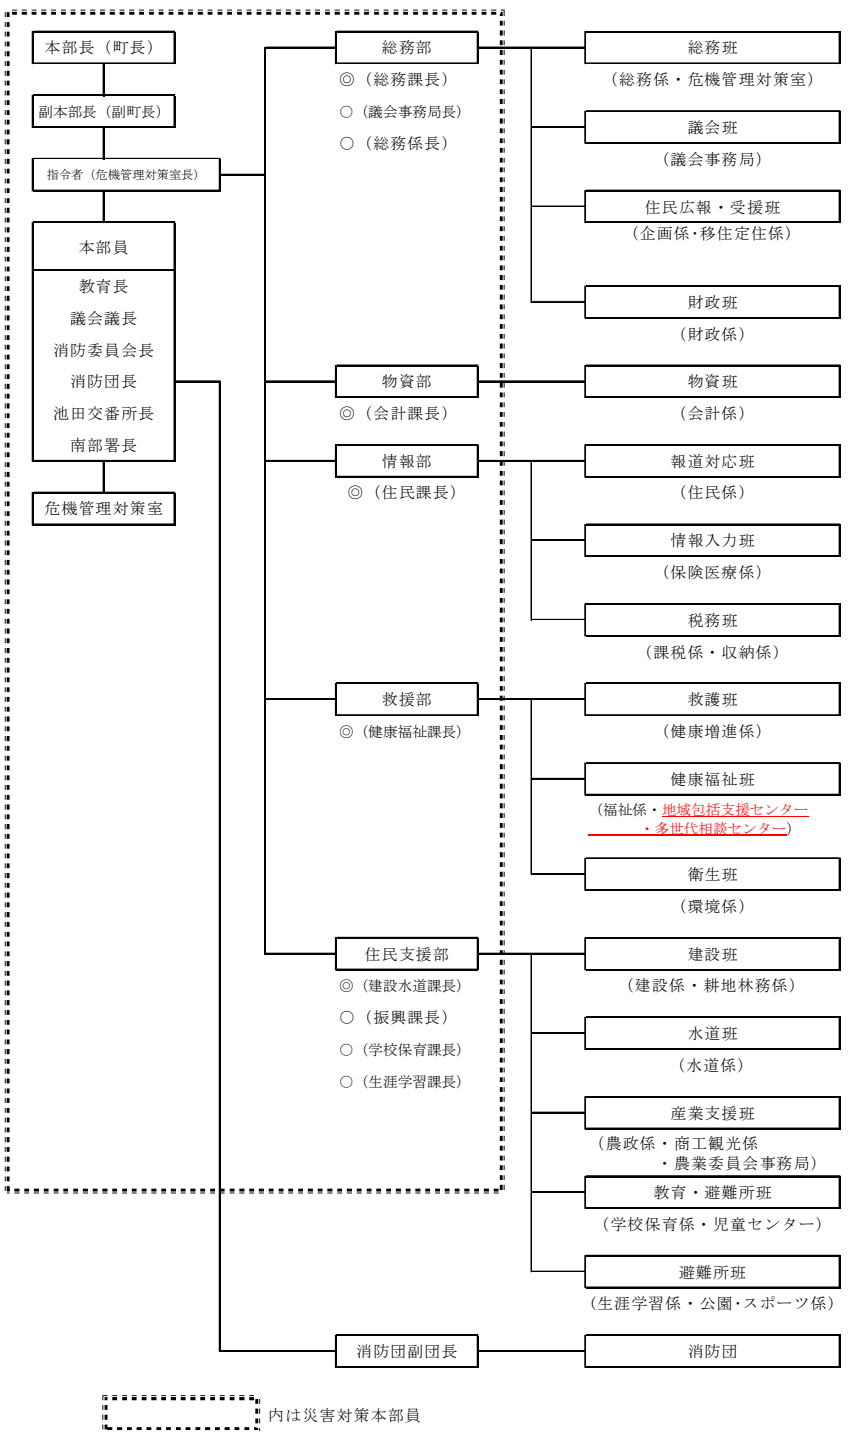 本部長（町長）
副本部長（副町長）
指令者（危機管理対策室長）
本部員
教育長
議会議長
消防委員会長
消防団長
池田交番所長
南部署長
危機管理対策室
総務部
◎（総務課長）
○（議会事務局長）
○（総務係長）
総務班
（総務係・危機管理対策室）
議会班
（議会事務局）
住民広報・受援班
（企画係・移住定住係）
財政班
（財政係）
物資部
◎（会計課長）
物資班
（会計係）
情報部
◎（住民課長）
報道対応班
（住民係）
情報入力班
（保険医療係）
税務班
（課税係・収納係）
救援部
◎（健康福祉課長）
救護班
（健康増進係）
健康福祉班
（福祉係・地域包括支援センター
・多世代相談センター）
衛生班
（環境係）
住民支援部
◎（建設水道課長）
○（振興課長）
○（学校保育課長）
○（生涯学習課長）
建設班
（建設係・耕地林務係）
水道班
（水道係）
産業支援班
（農政係・商工観光係
・農業委員会事務局）
教育・避難所班
（学校保育係・児童センター）
避難所班
（生涯学習係・公園・スポーツ係）
消防団副団長
消防団
内は災害対策本部員